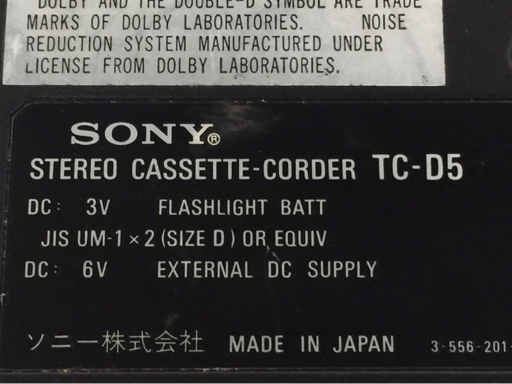 DOLBY AND THE DOUBLE-D SYMBOL ARE TRADE
MARKS OF DOLBY LABORATORIES. NOISE
REDUCTION SYSTEM MANUFACTURED UNDER
LICENSE FROM DOLBY LABORATORIES.
SONY®
STEREO CASSETTE-CORDER TC-D5
DC: 3V FLASHLIGHT BATT
JIS UM-1×2 (SIZE D) OR EQUIV
DC: 6V EXTERNAL DC SUPPLY
ソニー株式会社 MADE IN JAPAN 3-556-201-